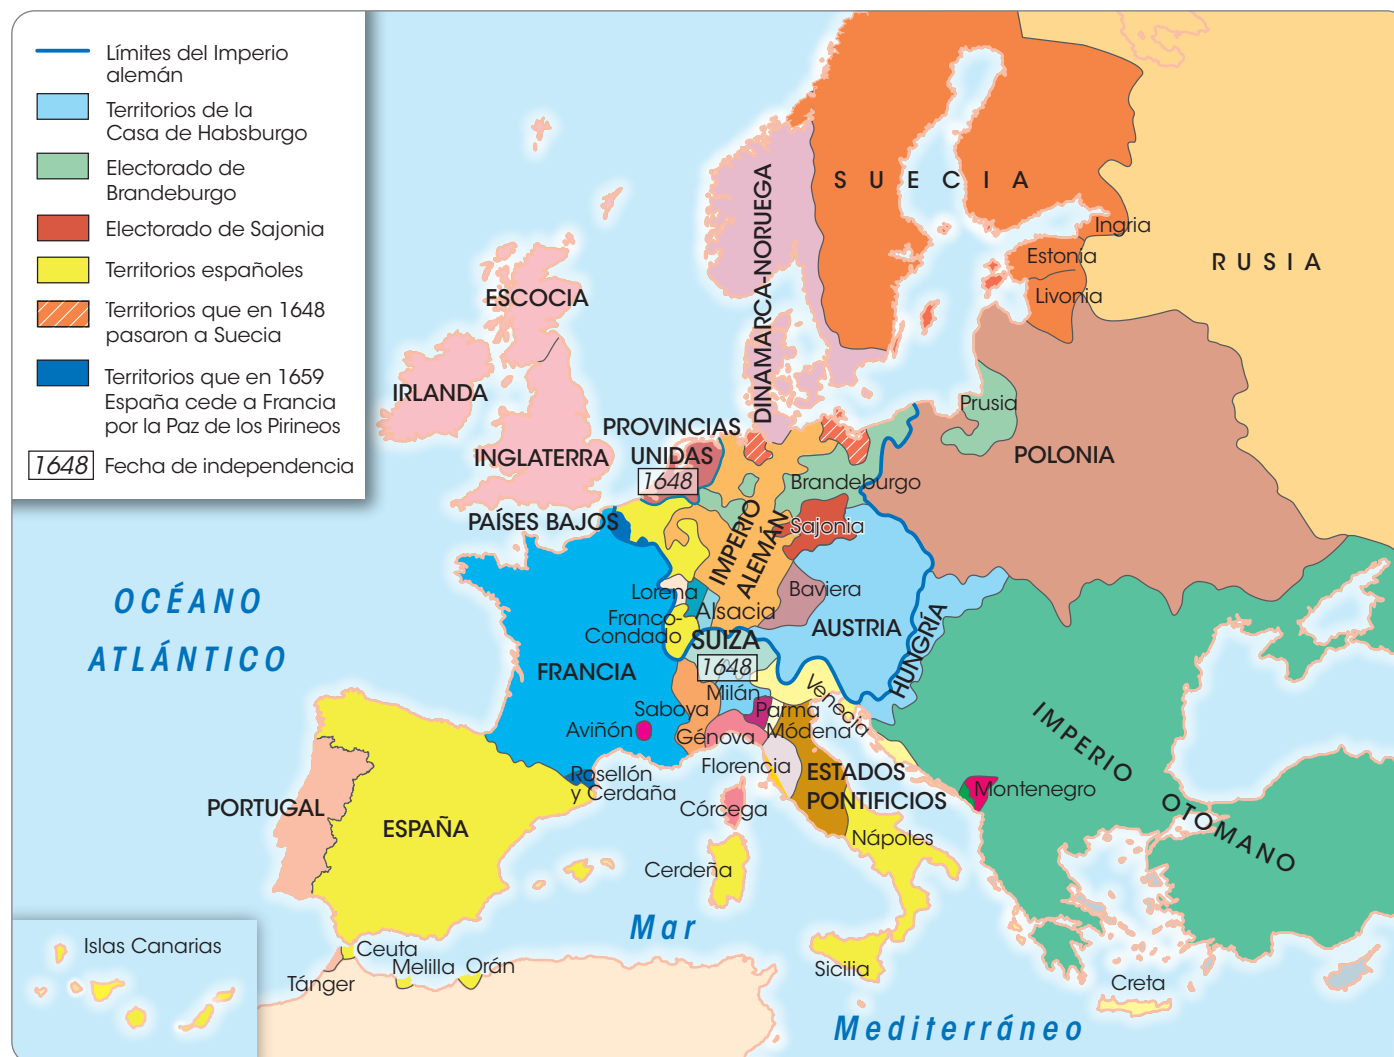 Límites del Imperio
alemán
Territorios de la
Casa de Habsburgo
Electorado de
Brandeburgo
Electorado de Sajonia
Territorios españoles
Territorios que en 1648
pasaron a Suecia
Territorios que en 1659
España cede a Francia
por la Paz de los Pirineos
1648 Fecha de independencia
SUECIA
DINAMARCA-NORUEGA
Ingria
Estonia
RUSIA
Livonia
ESCOCIA
IRLANDA
INGLATERRA
PROVINCIAS
UNIDAS
1648
Prusia
POLONIA
Brandeburgo
PAÍSES BAJOS
Sajonia
IMPERIO
ALEMÁN
Lorena
Alsacia
Baviera
Franco-
Condado
SUIZA
1648
AUSTRIA
HUNGRÍA
OCÉANO
ATLÁNTICO
FRANCIA
Milán
Venecia
Saboya
Parma
Aviñón
Génova
Módena
Florencia
ESTADOS
PONTIFICIOS
IMPERIO OTOMANO
Montenegro
Rosellón
y Cerdaña
Córcega
PORTUGAL
ESPAÑA
Nápoles
Cerdeña
Mar
Islas Canarias
Ceuta
Melilla
Orán
Tánger
Sicilia
Creta
Mediterráneo